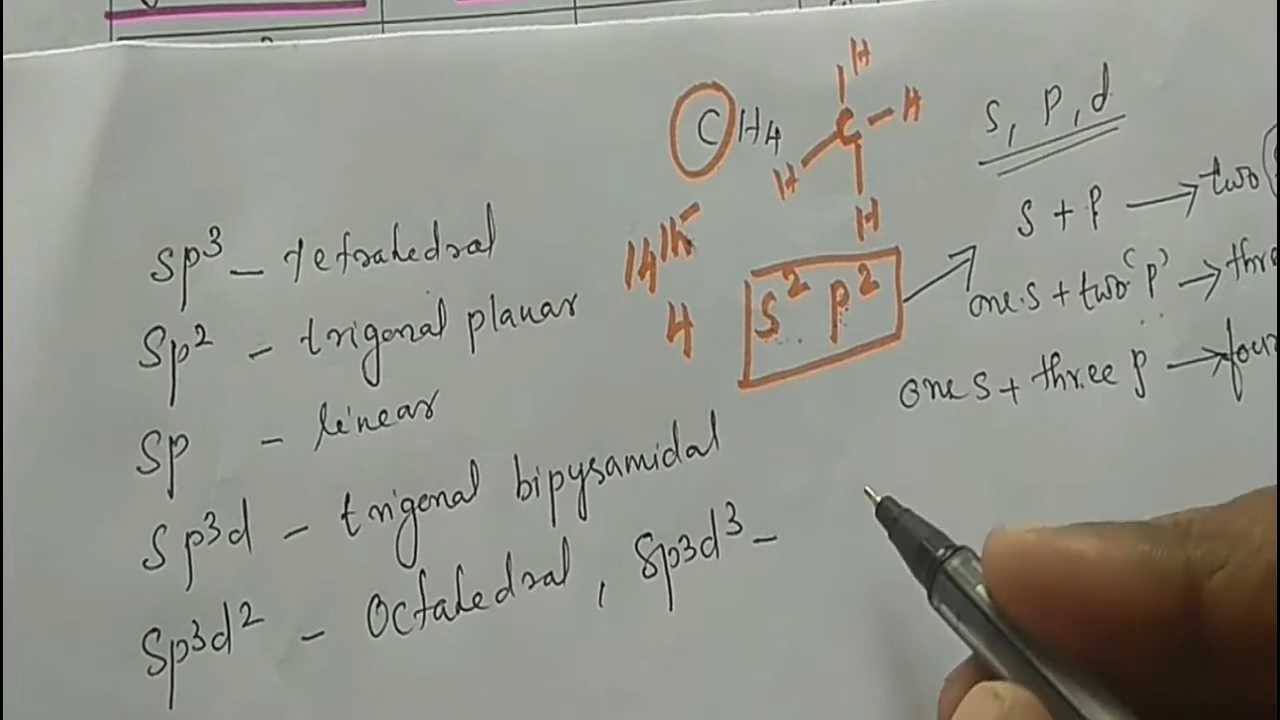 sp³ - tetrahedral
sp² - trigonal planar
sp - linear
sp³d - trigonal bipyramidal
sp³d² - Octahedral, sp³d³ -
CH4
H
C - H
H
H
4
S² P²
s, p, d
s + p → two
one s + two 'p' → thre
one s + three p → four